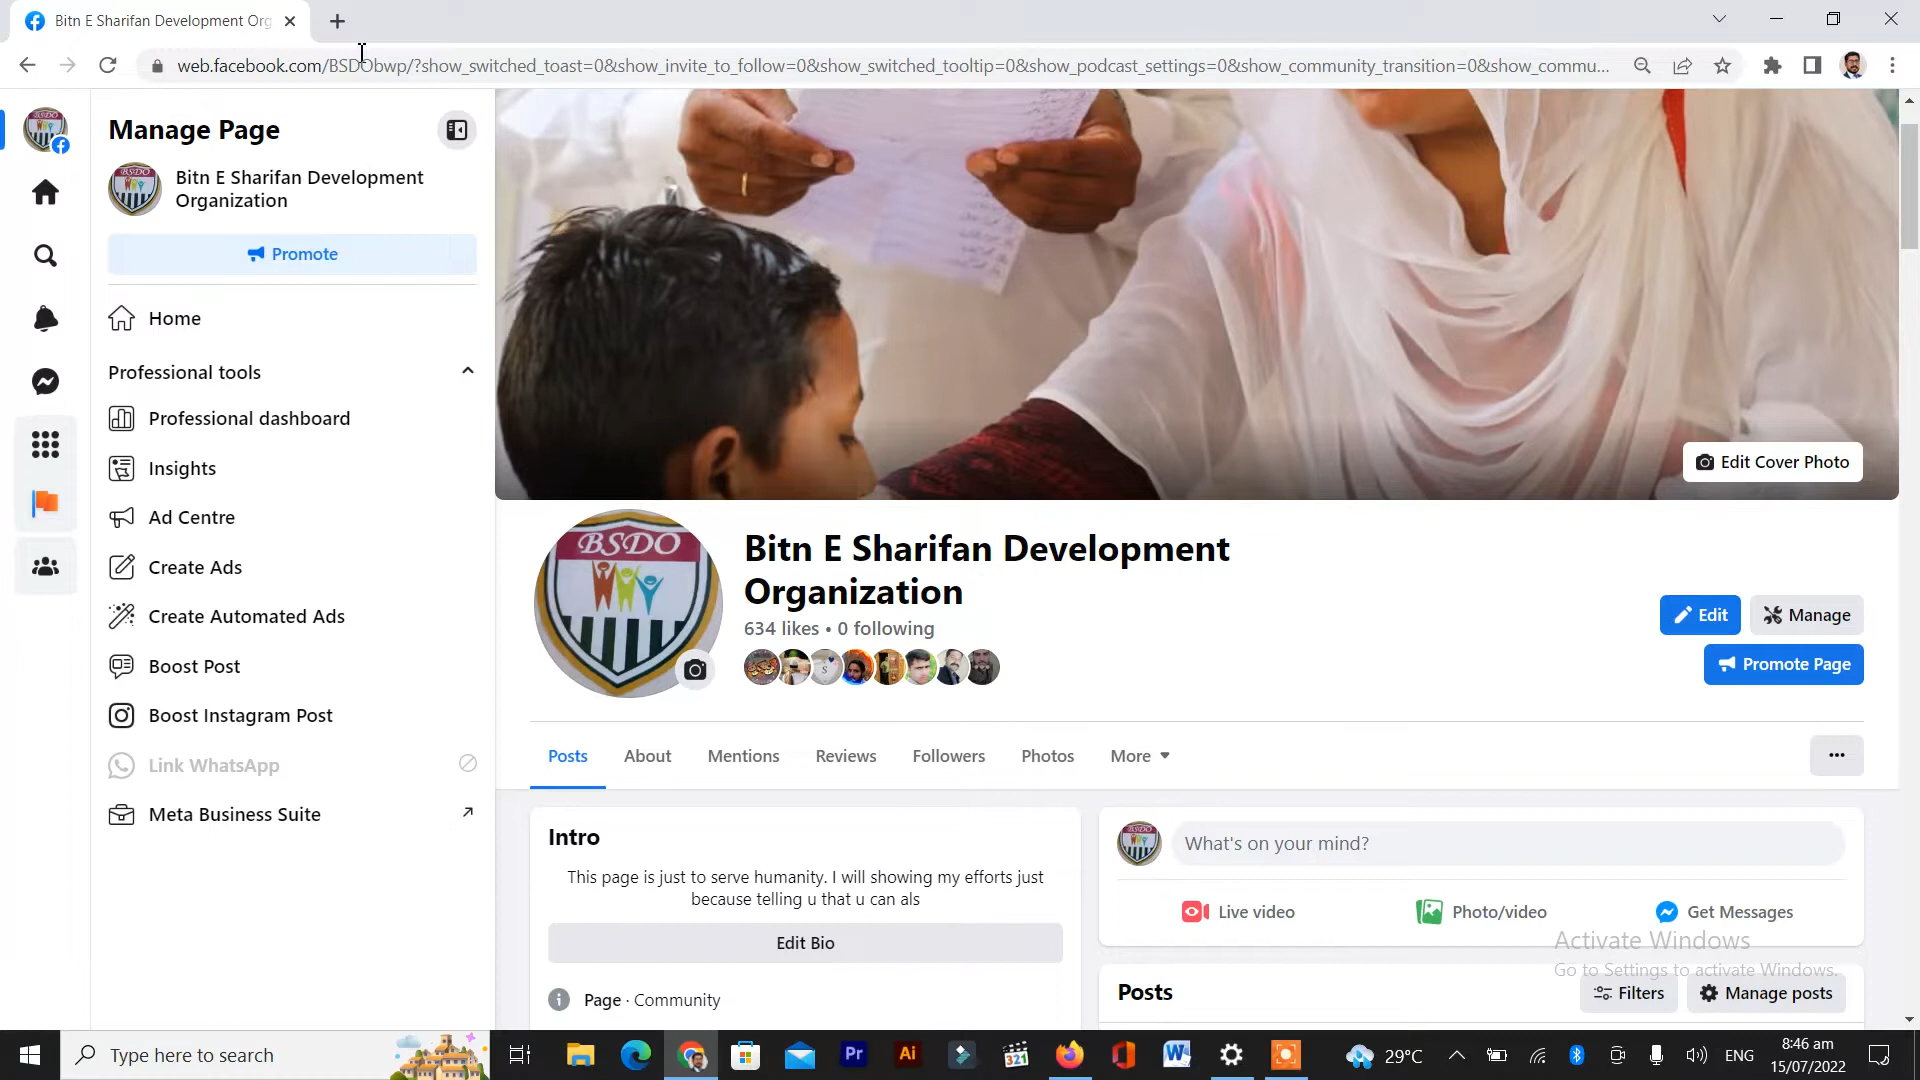 Bitn E Sharifan Development Org
web.facebook.com/BSDObwp/?show_switched_toast=0&show_invite_to_follow=0&show_switched_tooltip=0&show_podcast_settings=0&show_community_transition=0&show_commu...
Manage Page
Bitn E Sharifan Development
Organization
Promote
Home
Professional tools
Professional dashboard
Insights
Ad Centre
Create Ads
Create Automated Ads
Boost Post
Boost Instagram Post
Link WhatsApp
Meta Business Suite
Edit Cover Photo
BSDO
Bitn E Sharifan Development
Organization
634 likes • 0 following
Edit
Manage
Promote Page
Posts
About
Mentions
Reviews
Followers
Photos
More
Intro
This page is just to serve humanity. I will showing my efforts just
because telling u that u can als
Edit Bio
Page · Community
What's on your mind?
Live video
Photo/video
Get Messages
Activate Windows
Go to Settings to activate Windows.
Posts
Filters
Manage posts
Type here to search
Pr
Ai
321
29°C
ENG
8:46 am
15/07/2022